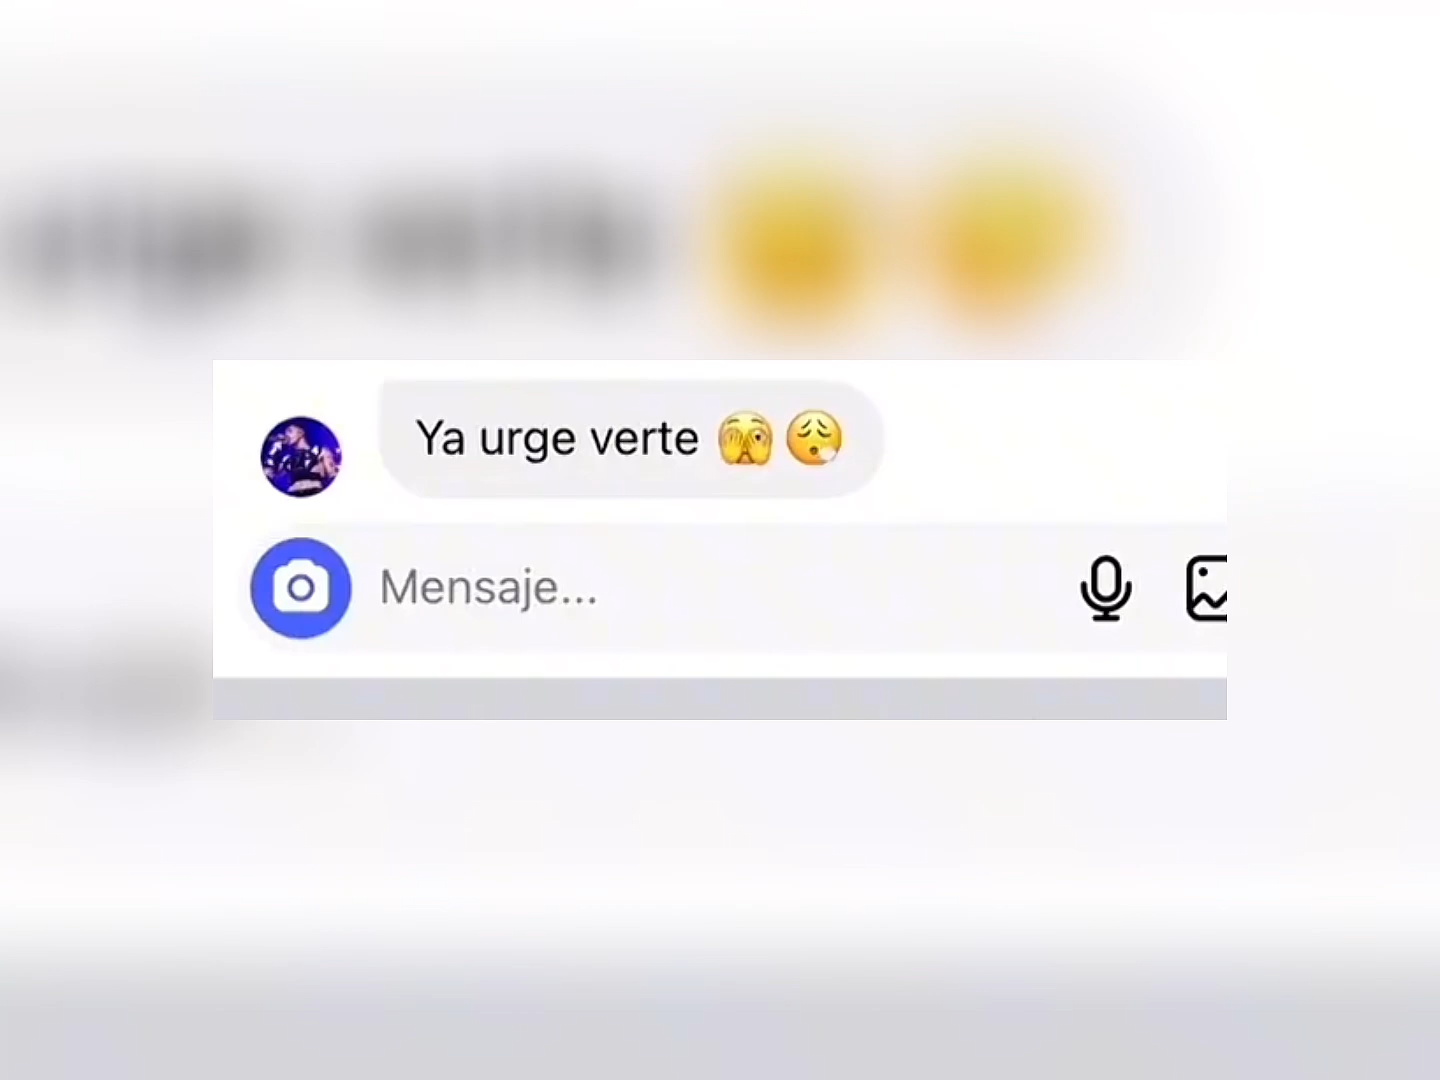 Ya urge verte 🫣😮‍💨
Mensaje...